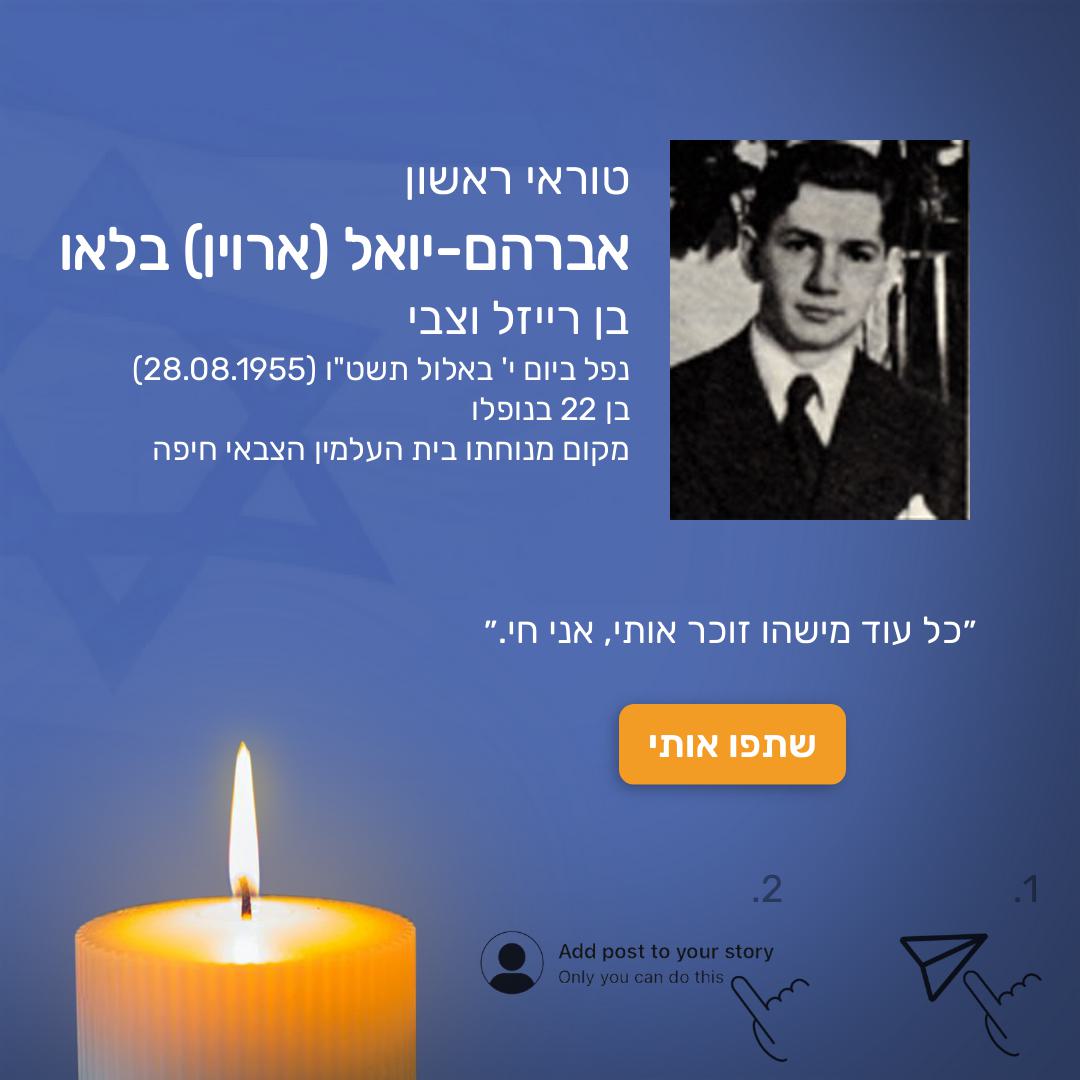 טוראי ראשון
אברהם-יואל (ארוין) בלאו
בן רייזל וצבי
נפל ביום י' באלול תשט"ו (28.08.1955)
בן 22 בנופלו
מקום מנוחתו בית העלמין הצבאי חיפה
״כל עוד מישהו זוכר אותי, אני חי.״
שתפו אותי
1.
2.
Add post to your story
Only you can do this